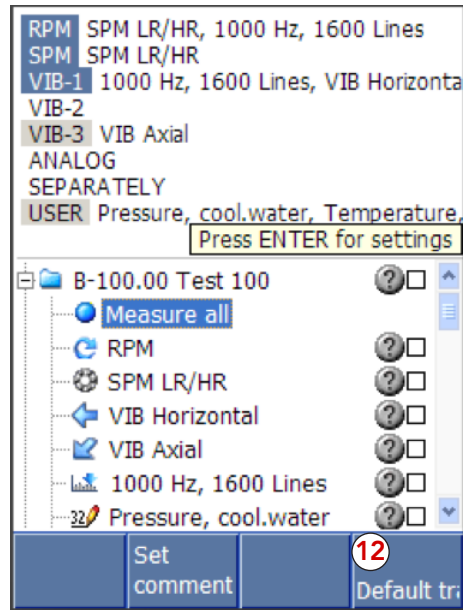 RPM SPM LR/HR, 1000 Hz, 1600 Lines
SPM SPM LR/HR
VIB-1 1000 Hz, 1600 Lines, VIB Horizonta
VIB-2
VIB-3 VIB Axial
ANALOG
SEPARATELY
USER Pressure, cool.water, Temperature,
Press ENTER for settings
B-100.00 Test 100
Measure all
RPM
SPM LR/HR
VIB Horizontal
VIB Axial
1000 Hz, 1600 Lines
32 Pressure, cool.water
Set
comment
12
Default tra